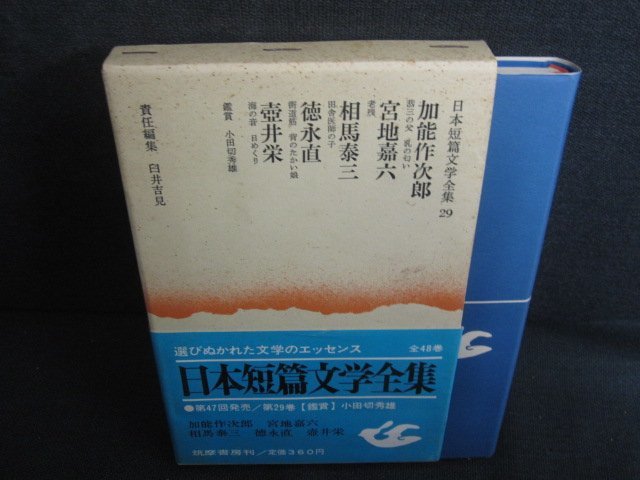 日本短篇文学全集 29
加能作次郎
恭三の父 乳の匂い
宮地嘉六
老残
相馬泰三
田舎医師の子
徳永直
街道筋 背のたかい娘
壺井栄
海の音 日めくり
鑑賞 小田切秀雄
責任編集 臼井吉見
選びぬかれた文学のエッセンス
全48巻
日本短篇文学全集
●第47回発売/第29巻【鑑賞】小田切秀雄
加能作次郎 宮地嘉六
相馬泰三 徳永直 壺井栄
筑摩書房刊/定価360円